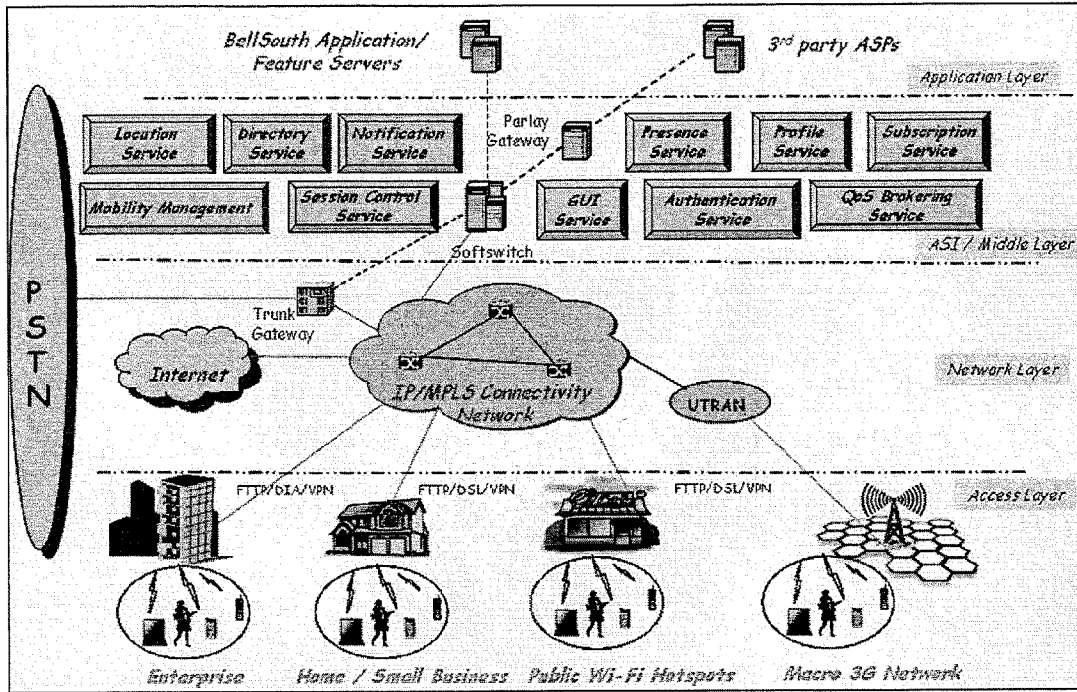 BellSouth Application/
Feature Servers
3rd party ASPs
Application Layer
Location
Service
Directory
Service
Notification
Service
Parlay
Gateway
Presence
Service
Profile
Service
Subscription
Service
Mobility Management
Session Control
Service
Softswitch
GUI
Service
Authentication
Service
QoS Brokering
Service
ASI / Middle Layer
PSTN
Trunk
Gateway
Internet
IP/MPLS Connectivity
Network
UTRAN
Network Layer
FTTP/DIA/VPN
FTTP/DSL/VPN
FTTP/DSL/VPN
Access Layer
Enterprise
Home / Small Business
Public Wi-Fi Hotspots
Macro 3G Network